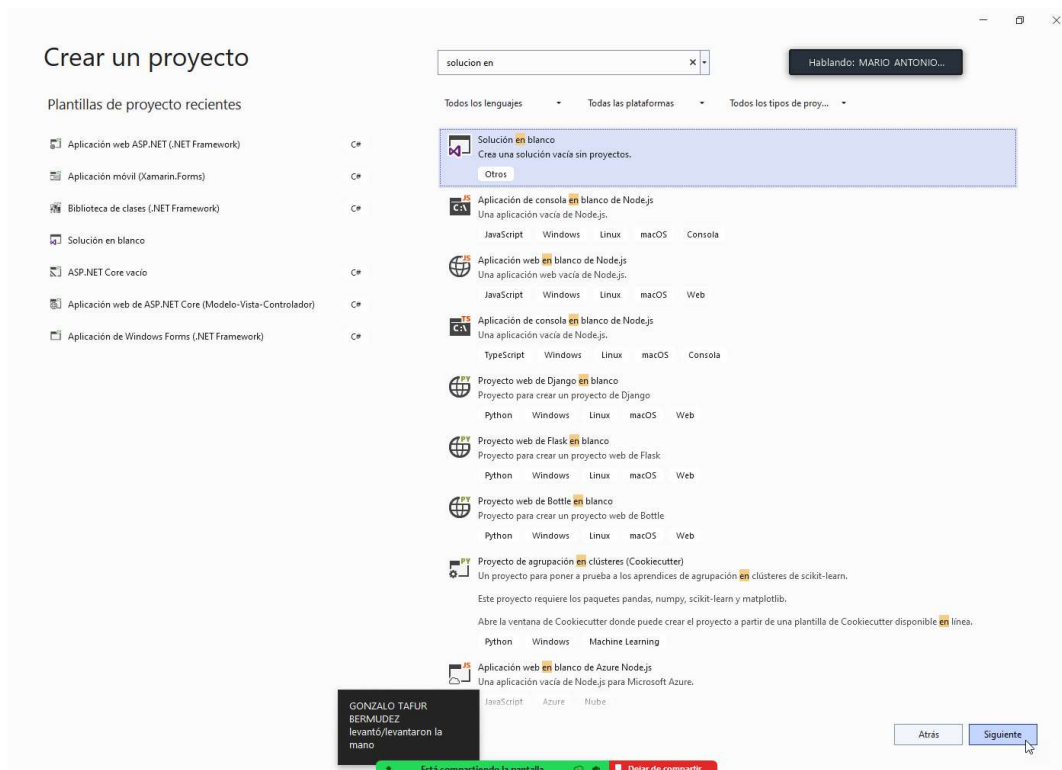 Crear un proyecto
solucion en
Hablando: MARIO ANTONIO...
Plantillas de proyecto recientes
Todos los lenguajes
Todas las plataformas
Todos los tipos de proy...
Aplicación web ASP.NET (.NET Framework) C#
Aplicación móvil (Xamarin.Forms) C#
Biblioteca de clases (.NET Framework) C#
Solución en blanco
ASP.NET Core vacío C#
Aplicación web de ASP.NET Core (Modelo-Vista-Controlador) C#
Aplicación de Windows Forms (.NET Framework) C#
Solución en blanco
Crea una solución vacía sin proyectos.
Otros
JS
C:\
Aplicación de consola en blanco de Node.js
Una aplicación vacía de Node.js.
JavaScript Windows Linux macOS Consola
JS
Aplicación web en blanco de Node.js
Una aplicación web vacía de Node.js.
JavaScript Windows Linux macOS Web
TS
C:\
Aplicación de consola en blanco de Node.js
Una aplicación vacía de Node.js.
TypeScript Windows Linux macOS Consola
PY
Proyecto web de Django en blanco
Proyecto para crear un proyecto de Django
Python Windows Linux macOS Web
PY
Proyecto web de Flask en blanco
Proyecto para crear un proyecto web de Flask
Python Windows Linux macOS Web
PY
Proyecto web de Bottle en blanco
Proyecto para crear un proyecto web de Bottle
Python Windows Linux macOS Web
PY
Proyecto de agrupación en clústeres (Cookiecutter)
Un proyecto para poner a prueba a los aprendices de agrupación en clústeres de scikit-learn.
Este proyecto requiere los paquetes pandas, numpy, scikit-learn y matplotlib.
Abre la ventana de Cookiecutter donde puede crear el proyecto a partir de una plantilla de Cookiecutter disponible en línea.
Python Windows Machine Learning
JS
Aplicación web en blanco de Azure Node.js
Una aplicación vacía de Node.js para Microsoft Azure.
JavaScript Azure Nube
GONZALO TAFUR
BERMUDEZ
levantó/levantaron la
mano
Atrás
Siguiente
Está compartiendo la pantalla
Dejar de compartir